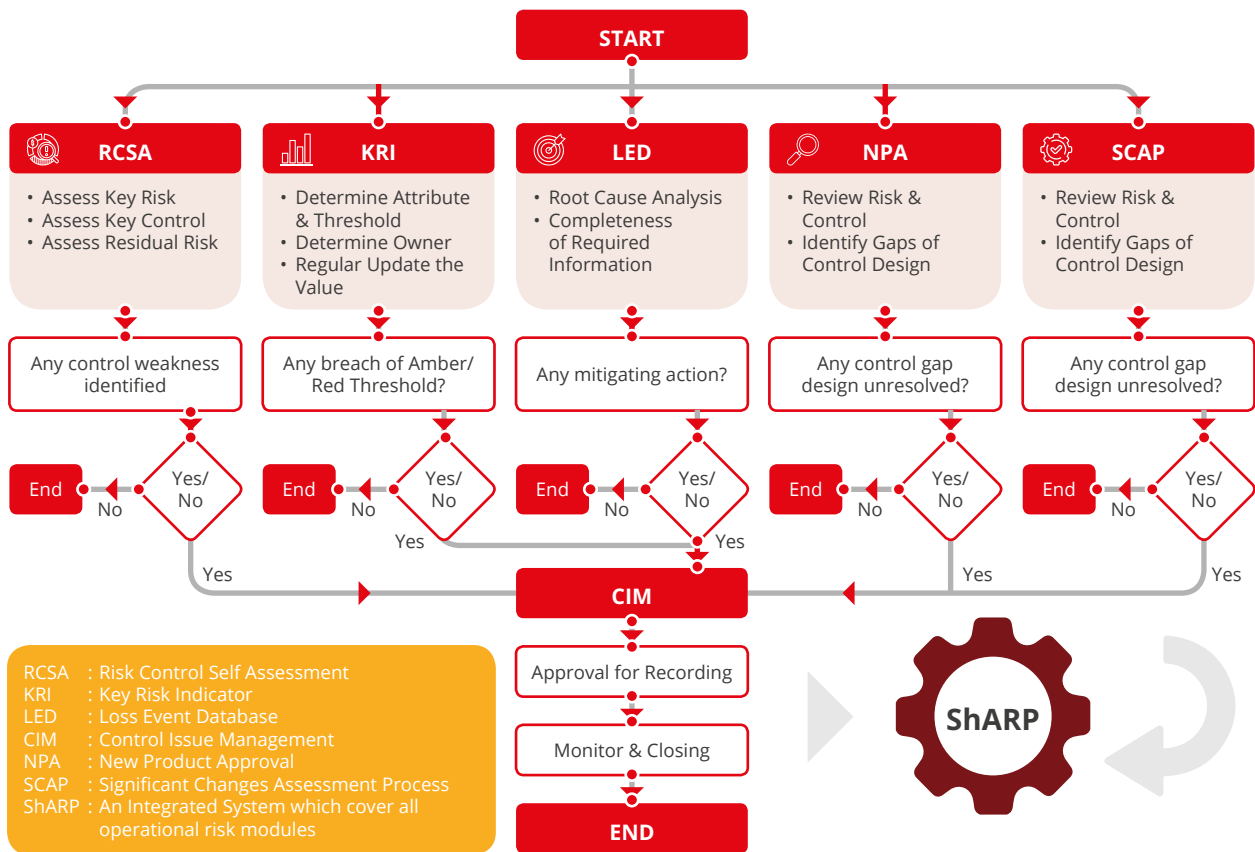 START
RCSA
• Assess Key Risk
• Assess Key Control
• Assess Residual Risk
Any control weakness
identified
Yes/
No
No
End
Yes
KRI
• Determine Attribute
& Threshold
• Determine Owner
• Regular Update the
Value
Any breach of Amber/
Red Threshold?
Yes/
No
No
End
Yes
LED
• Root Cause Analysis
• Completeness
of Required
Information
Any mitigating action?
Yes/
No
No
End
Yes
NPA
• Review Risk &
Control
• Identify Gaps of
Control Design
Any control gap
design unresolved?
Yes/
No
No
End
Yes
SCAP
• Review Risk &
Control
• Identify Gaps of
Control Design
Any control gap
design unresolved?
Yes/
No
No
End
Yes
CIM
Approval for Recording
Monitor & Closing
END
RCSA : Risk Control Self Assessment
KRI : Key Risk Indicator
LED : Loss Event Database
CIM : Control Issue Management
NPA : New Product Approval
SCAP : Significant Changes Assessment Process
ShARP : An Integrated System which cover all
operational risk modules
ShARP